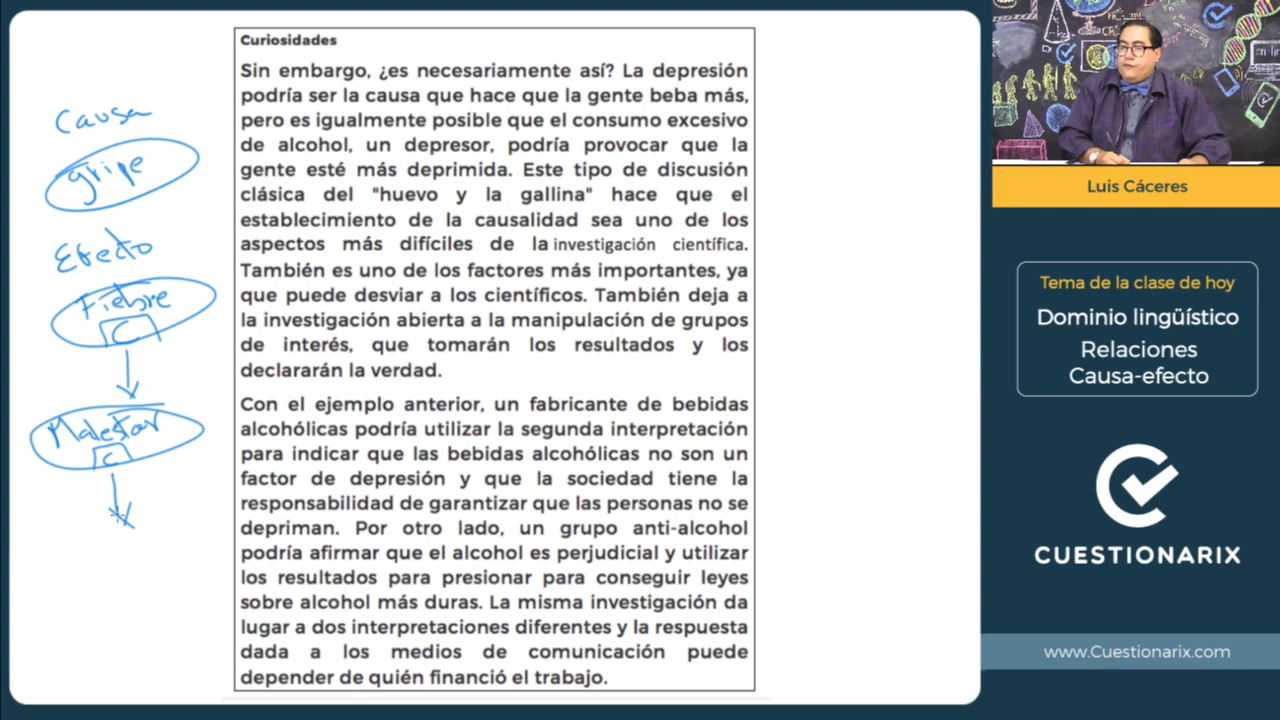 Causa
gripe
Efecto
Fiebre
C
Malestar
C
Curiosidades
Sin embargo, ¿es necesariamente así? La depresión
podría ser la causa que hace que la gente beba más,
pero es igualmente posible que el consumo excesivo
de alcohol, un depresor, podría provocar que la
gente esté más deprimida. Este tipo de discusión
clásica del "huevo y la gallina" hace que el
establecimiento de la causalidad sea uno de los
aspectos más difíciles de la investigación científica.
También es uno de los factores más importantes, ya
que puede desviar a los científicos. También deja a
la investigación abierta a la manipulación de grupos
de interés, que tomarán los resultados y los
declararán la verdad.
Con el ejemplo anterior, un fabricante de bebidas
alcohólicas podría utilizar la segunda interpretación
para indicar que las bebidas alcohólicas no son un
factor de depresión y que la sociedad tiene la
responsabilidad de garantizar que las personas no se
depriman. Por otro lado, un grupo anti-alcohol
podría afirmar que el alcohol es perjudicial y utilizar
los resultados para presionar para conseguir leyes
sobre alcohol más duras. La misma investigación da
lugar a dos interpretaciones diferentes y la respuesta
dada a los medios de comunicación puede
depender de quién financió el trabajo.
Luis Cáceres
Tema de la clase de hoy
Dominio lingüístico
Relaciones
Causa-efecto
CUESTIONARIX
www.Cuestionarix.com